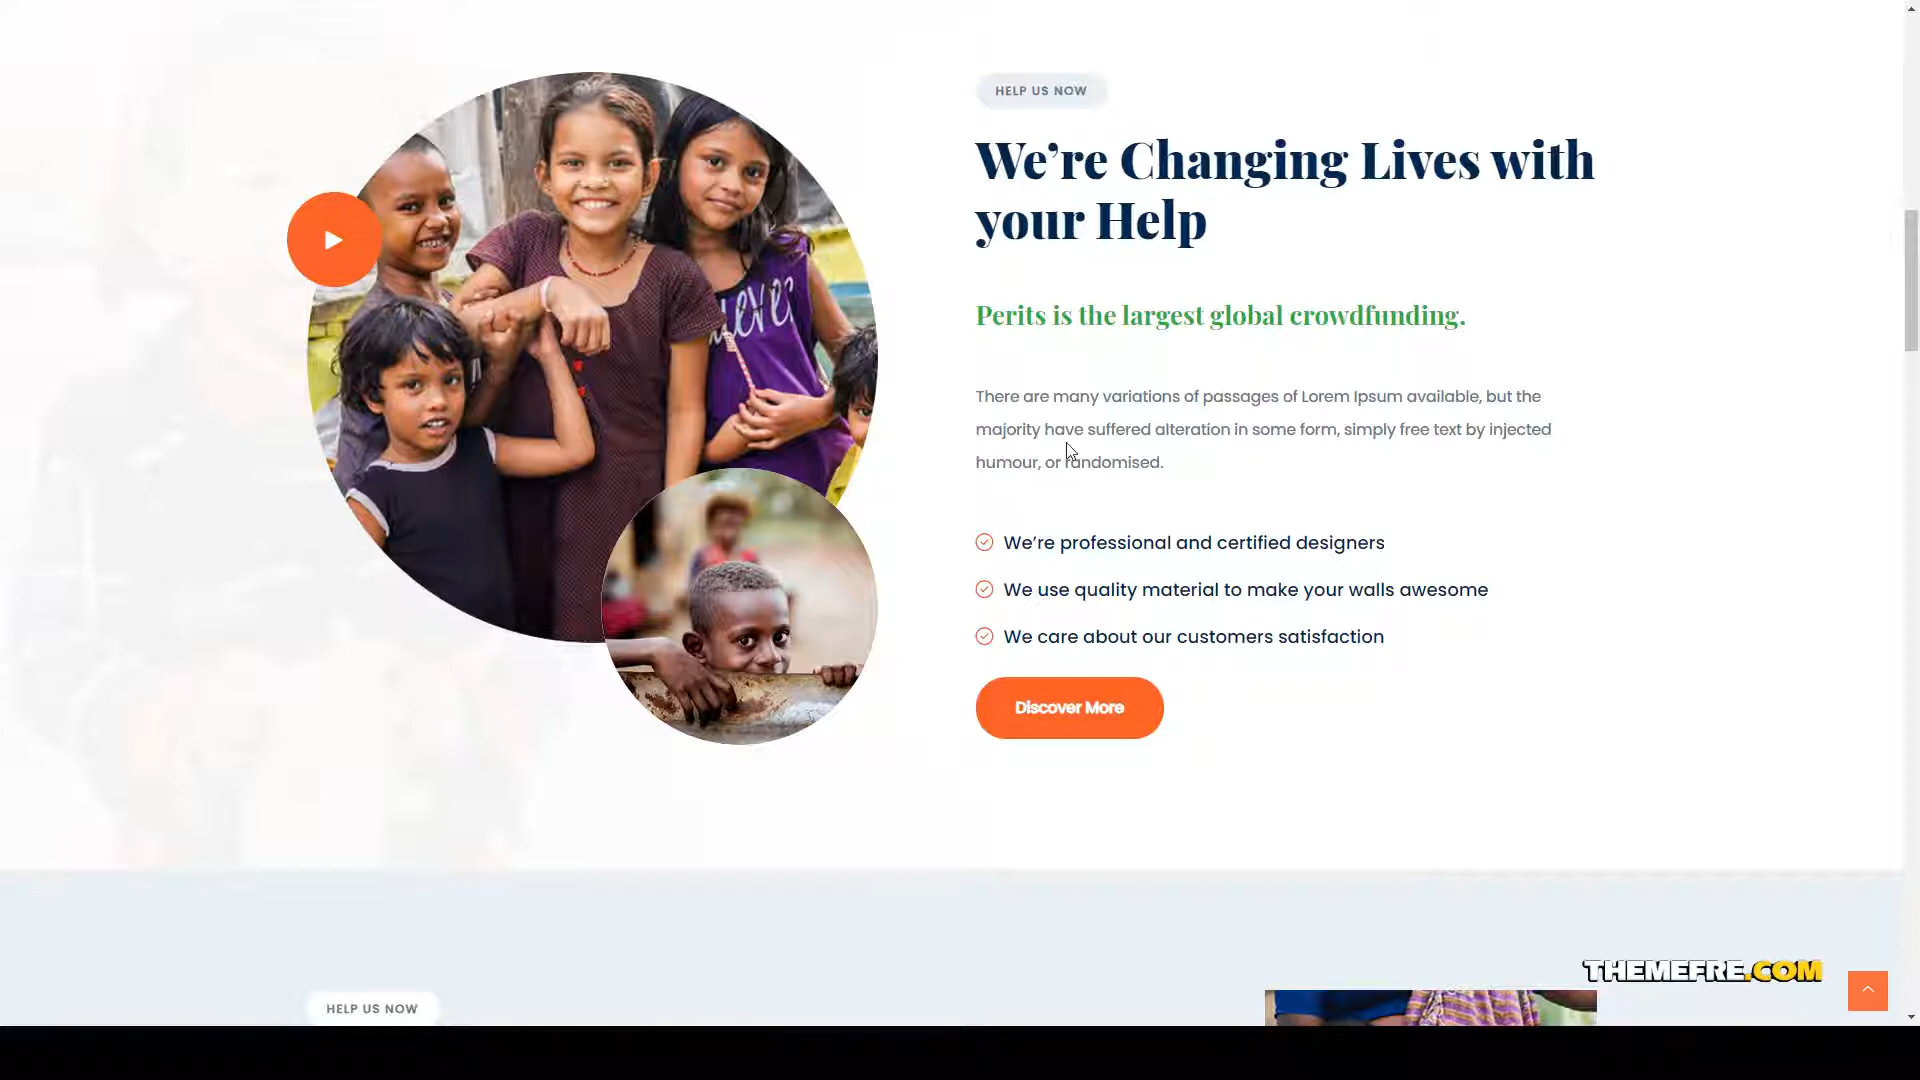 HELP US NOW
We’re Changing Lives with
your Help
Perits is the largest global crowdfunding.
There are many variations of passages of Lorem Ipsum available, but the
majority have suffered alteration in some form, simply free text by injected
humour, or randomised.
We’re professional and certified designers
We use quality material to make your walls awesome
We care about our customers satisfaction
Discover More
THEMEFRE.COM
HELP US NOW